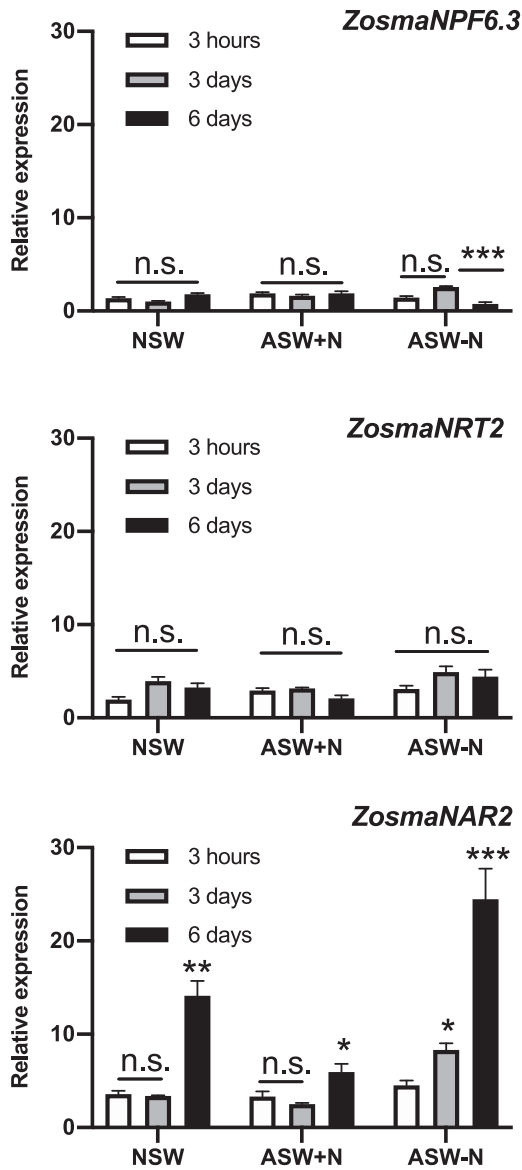 ZosmaNPF6.3
30
20
10
0
Relative expression
3 hours
3 days
6 days
n.s.
n.s.
n.s.
***
NSW
ASW+N
ASW-N
ZosmaNRT2
30
20
10
0
Relative expression
3 hours
3 days
6 days
n.s.
n.s.
n.s.
NSW
ASW+N
ASW-N
ZosmaNAR2
30
20
10
0
Relative expression
3 hours
3 days
6 days
n.s.
**
n.s.
*
*
***
NSW
ASW+N
ASW-N